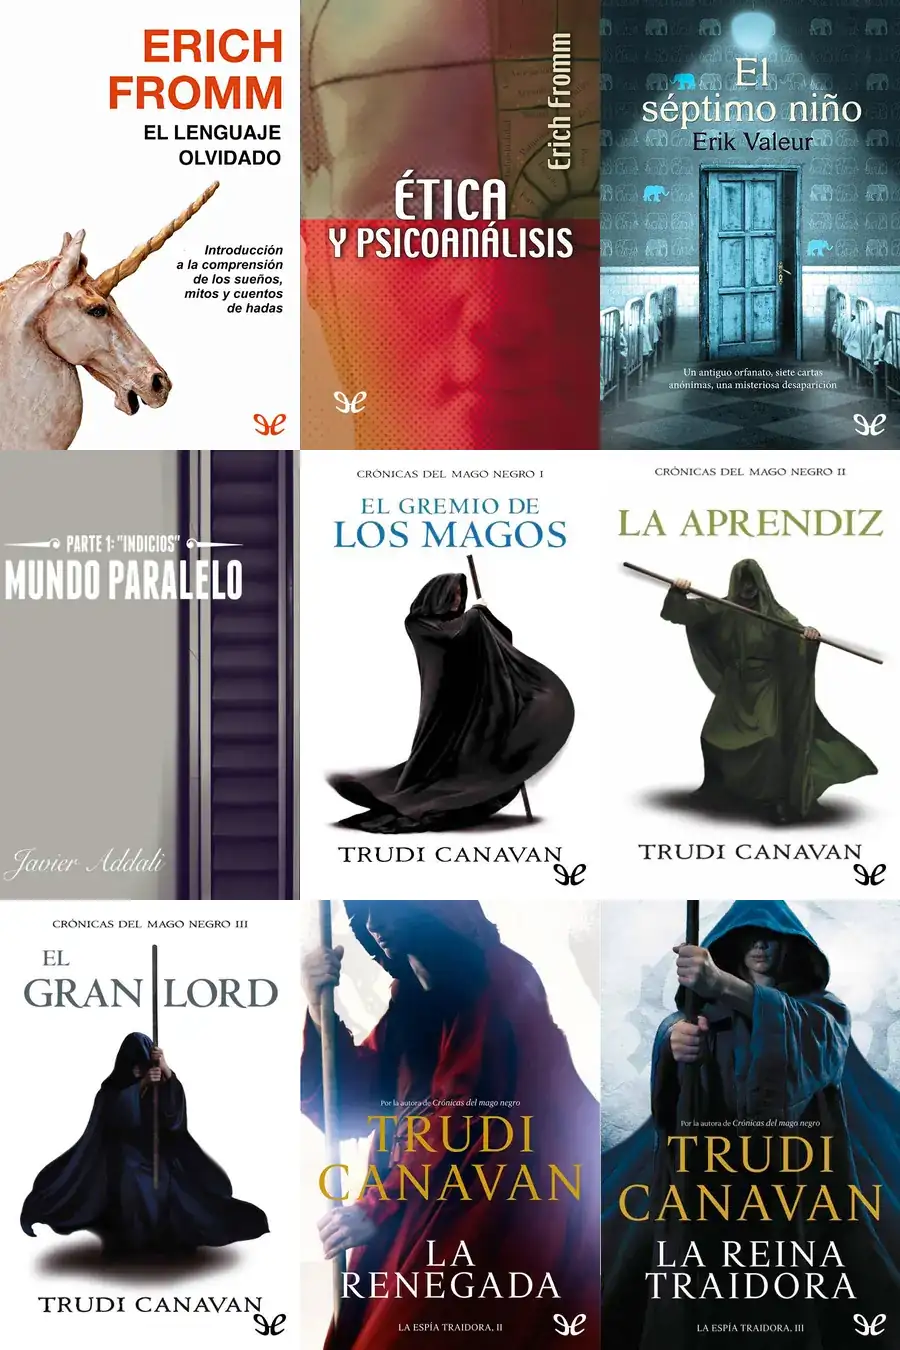 ERICH
FROMM
EL LENGUAJE
OLVIDADO
Introducción
a la comprensión
de los sueños,
mitos y cuentos
de hadas
Erich Fromm
ÉTICA
Y PSICOANÁLISIS
El
séptimo niño
Erik Valeur
Un antiguo orfanato, siete cartas
anónimas, una misteriosa desaparición
PARTE 1: "INDICIOS"
MUNDO PARALELO
Javier Addali
CRÓNICAS DEL MAGO NEGRO I
EL GREMIO DE
LOS MAGOS
TRUDI CANAVAN
CRÓNICAS DEL MAGO NEGRO II
LA APRENDIZ
TRUDI CANAVAN
CRÓNICAS DEL MAGO NEGRO III
EL
GRAN LORD
TRUDI CANAVAN
Por la autora de Crónicas del mago negro
TRUDI
CANAVAN
LA
RENEGADA
LA ESPÍA TRAIDORA, II
Por la autora de Crónicas del mago negro
TRUDI
CANAVAN
LA REINA
TRAIDORA
LA ESPÍA TRAIDORA, III